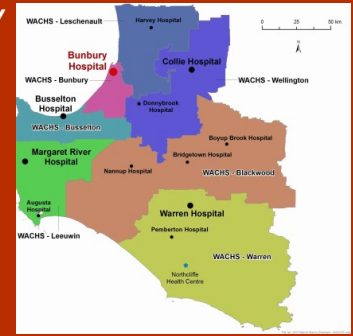 WACHS - Leschenault
Harvey Hospital
0 25 50 km
Bunbury
Hospital
Collie Hospital
WACHS - Bunbury
WACHS - Wellington
Busselton
Hospital
Donnybrook
Hospital
WACHS - Busselton
Boyup Brook Hospital
Margaret River
Hospital
Bridgetown Hospital
Nannup Hospital
WACHS - Blackwood
Augusta
Hospital
Warren Hospital
WACHS - Leeuwin
Pemberton Hospital
WACHS - Warren
Northcliffe
Health Centre